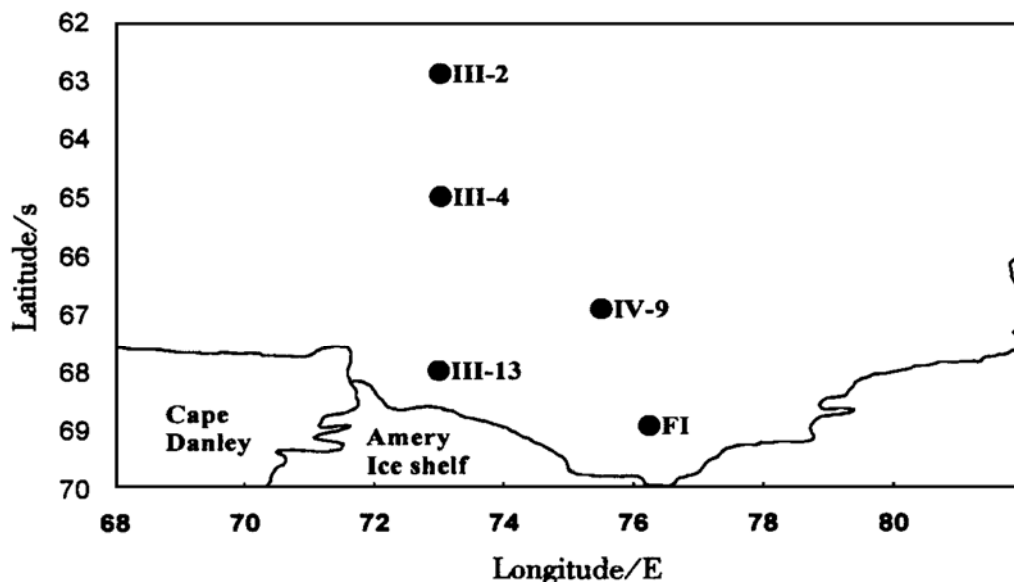 62
63
64
65
66
67
68
69
70
Latitude/s
III-2
III-4
IV-9
III-13
FI
Cape
Danley
Amery
Ice shelf
68
70
72
74
76
78
80
Longitude/E